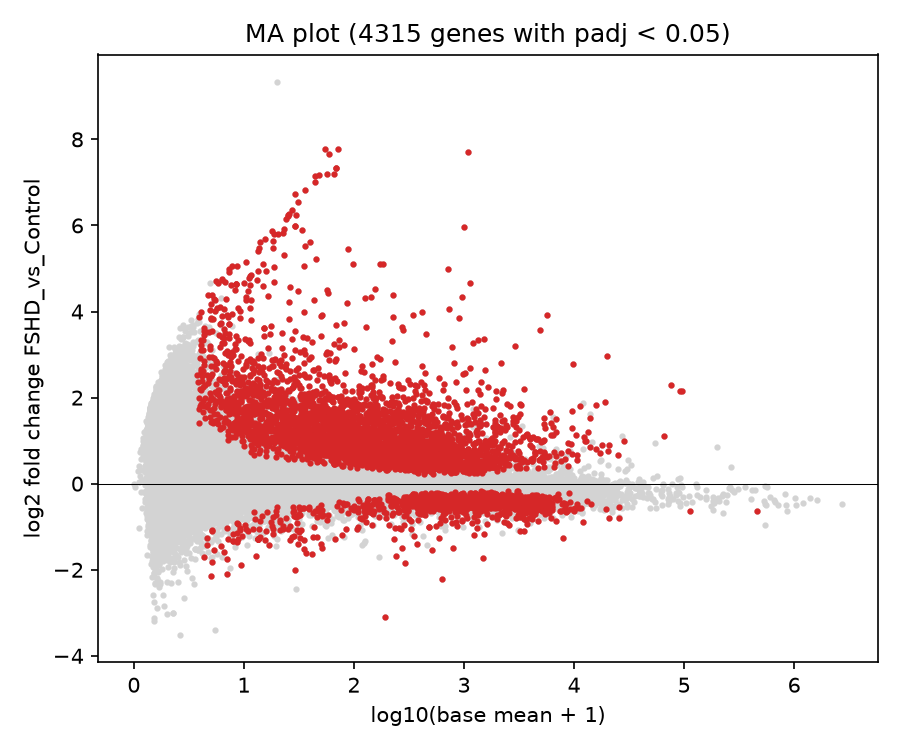 MA plot (4315 genes with padj < 0.05)
log2 fold change FSHD_vs_Control
8
6
4
2
0
−2
−4
0 1 2 3 4 5 6
log10(base mean + 1)